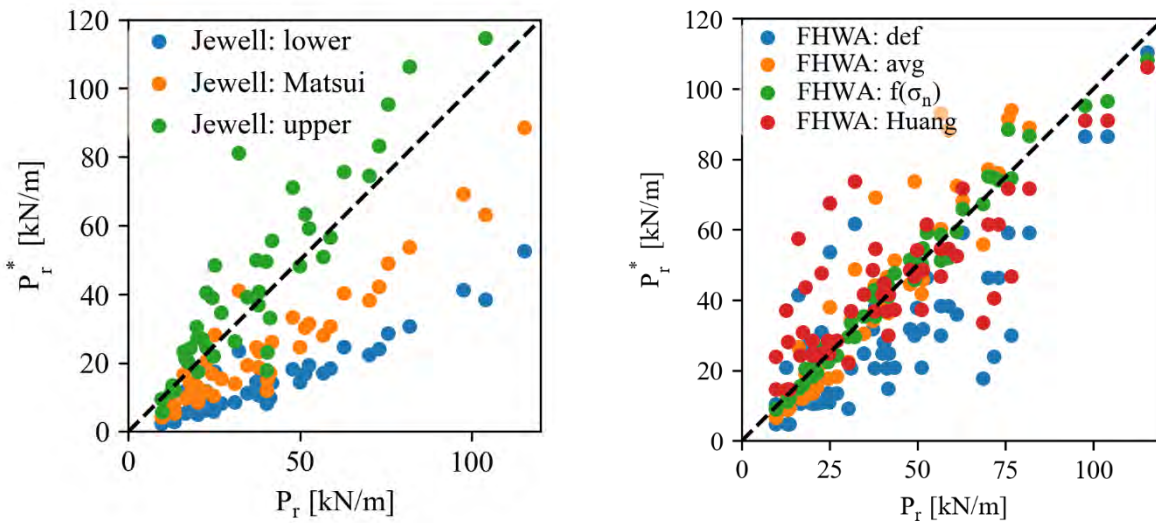 120
100
80
60
40
20
0
0
50
100
P_r^* [kN/m]
P_r [kN/m]
Jewell: lower
Jewell: Matsui
Jewell: upper
120
100
80
60
40
20
0
0
25
50
75
100
P_r^* [kN/m]
P_r [kN/m]
FHWA: def
FHWA: avg
FHWA: f(σ_n)
FHWA: Huang